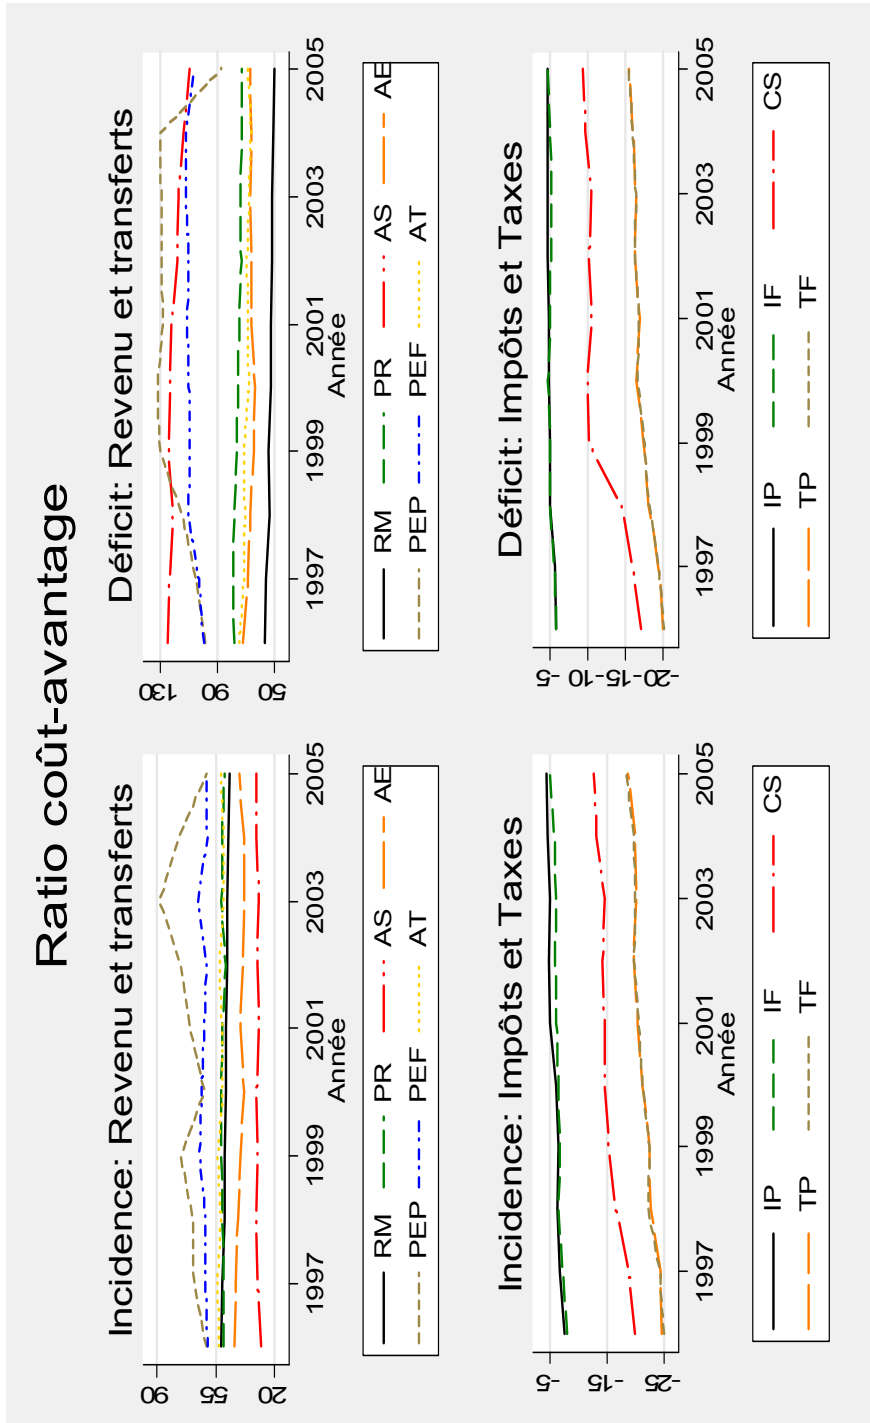 Ratio coût-avantage
Incidence: Revenu et transferts
90
55
20
1997 1999 2001 2003 2005
Année
RM PR AS AE
PEP PEF AT
Déficit: Revenu et transferts
130
90
50
1997 1999 2001 2003 2005
Année
RM PR AS AE
PEP PEF AT
Incidence: Impôts et Taxes
-5
-15
-25
1997 1999 2001 2003 2005
Année
IP IF CS
TP TF
Déficit: Impôts et Taxes
-5
-10
-15
-20
1997 1999 2001 2003 2005
Année
IP IF CS
TP TF